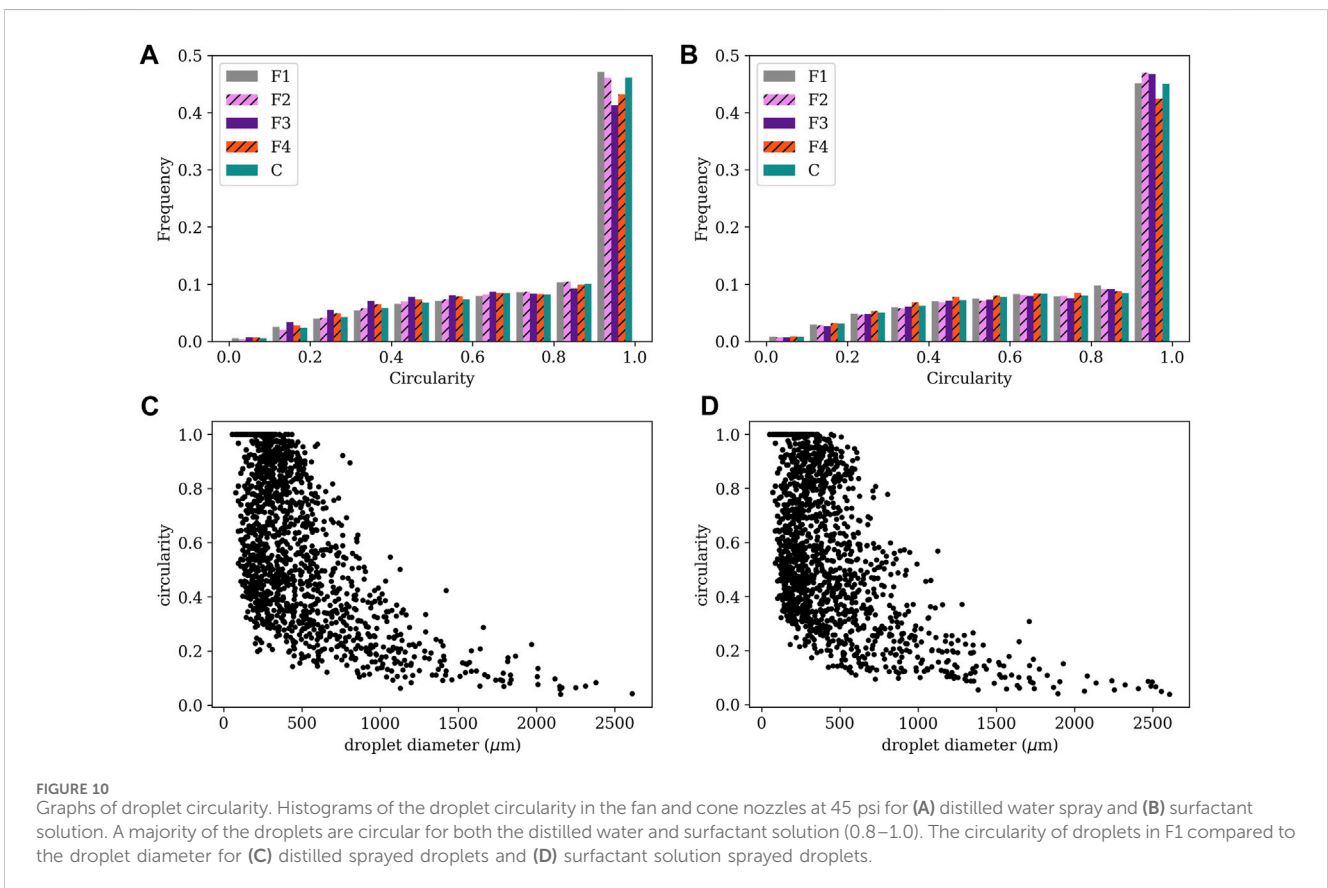 A
0.5
0.4
0.3
0.2
0.1
0.0
Frequency
F1
F2
F3
F4
C
0.0 0.2 0.4 0.6 0.8 1.0
Circularity
B
0.5
0.4
0.3
0.2
0.1
0.0
Frequency
F1
F2
F3
F4
C
0.0 0.2 0.4 0.6 0.8 1.0
Circularity
C
1.0
0.8
0.6
0.4
0.2
0.0
circularity
0 500 1000 1500 2000 2500
droplet diameter (μm)
D
1.0
0.8
0.6
0.4
0.2
0.0
circularity
0 500 1000 1500 2000 2500
droplet diameter (μm)
FIGURE 10
Graphs of droplet circularity. Histograms of the droplet circularity in the fan and cone nozzles at 45 psi for (A) distilled water spray and (B) surfactant
solution. A majority of the droplets are circular for both the distilled water and surfactant solution (0.8–1.0). The circularity of droplets in F1 compared to
the droplet diameter for (C) distilled sprayed droplets and (D) surfactant solution sprayed droplets.